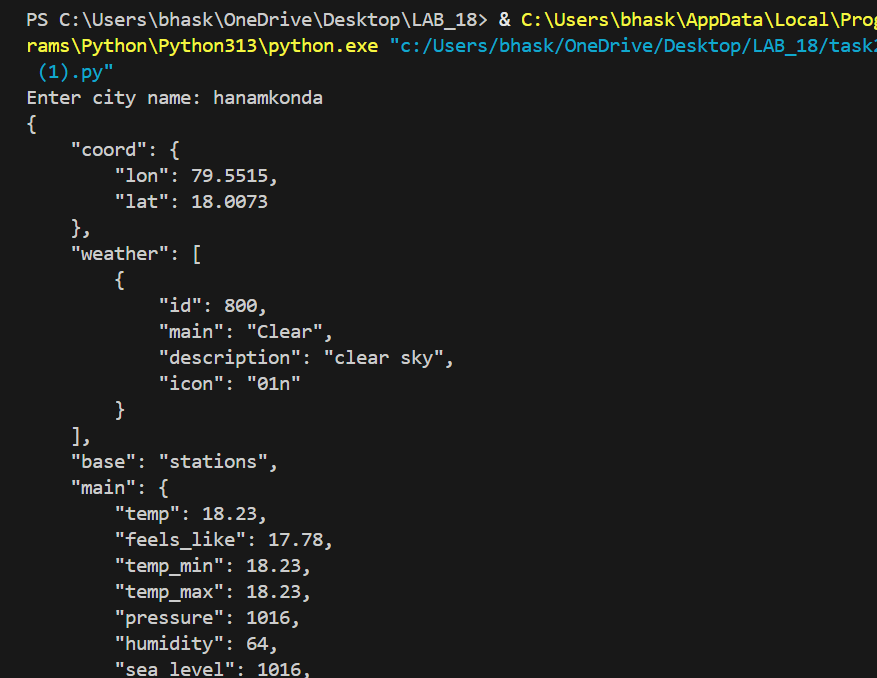 PS C:\Users\bhask\OneDrive\Desktop\LAB_18> & C:\Users\bhask\AppData\Local\Prog
rams\Python\Python313\python.exe "c:/Users/bhask/OneDrive/Desktop/LAB_18/task2
 (1).py"
Enter city name: hanamkonda
{
    "coord": {
        "lon": 79.5515,
        "lat": 18.0073
    },
    "weather": [
        {
            "id": 800,
            "main": "Clear",
            "description": "clear sky",
            "icon": "01n"
        }
    ],
    "base": "stations",
    "main": {
        "temp": 18.23,
        "feels_like": 17.78,
        "temp_min": 18.23,
        "temp_max": 18.23,
        "pressure": 1016,
        "humidity": 64,
        "sea_level": 1016,